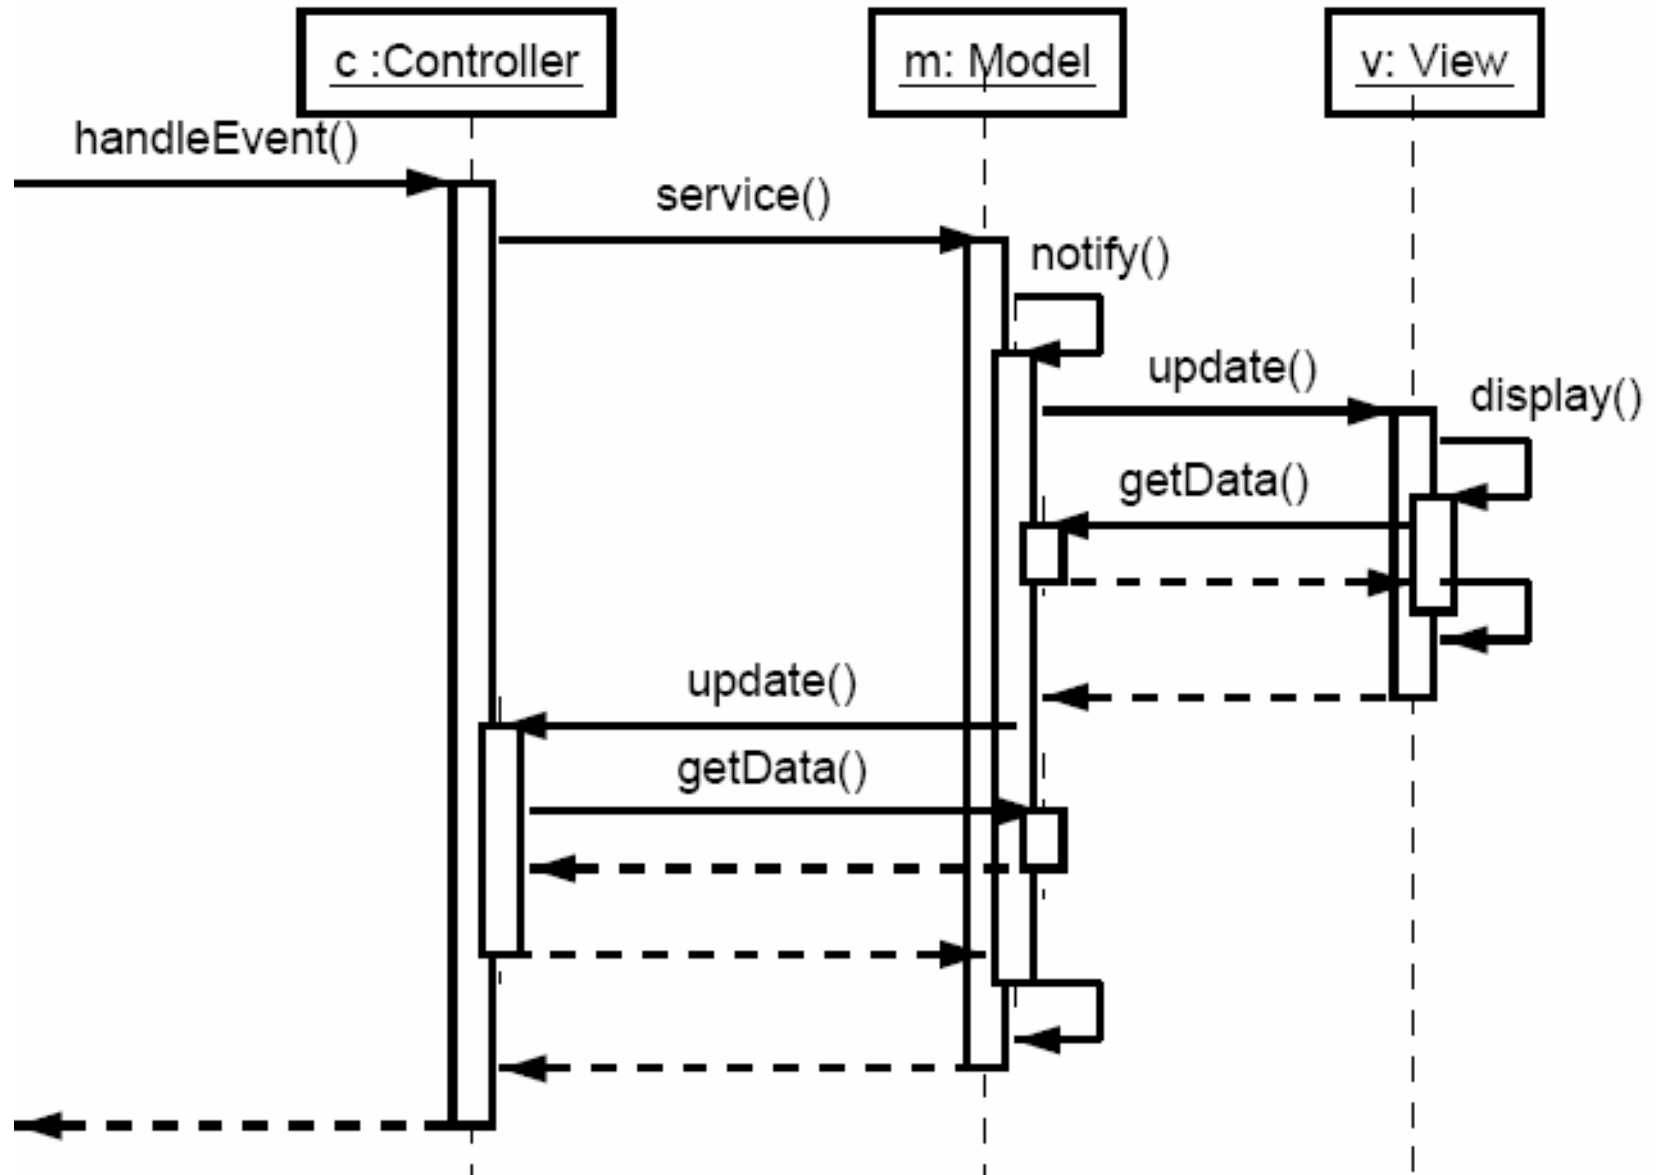 c :Controller
m: Model
v: View
handleEvent()
service()
notify()
update()
display()
getData()
update()
getData()